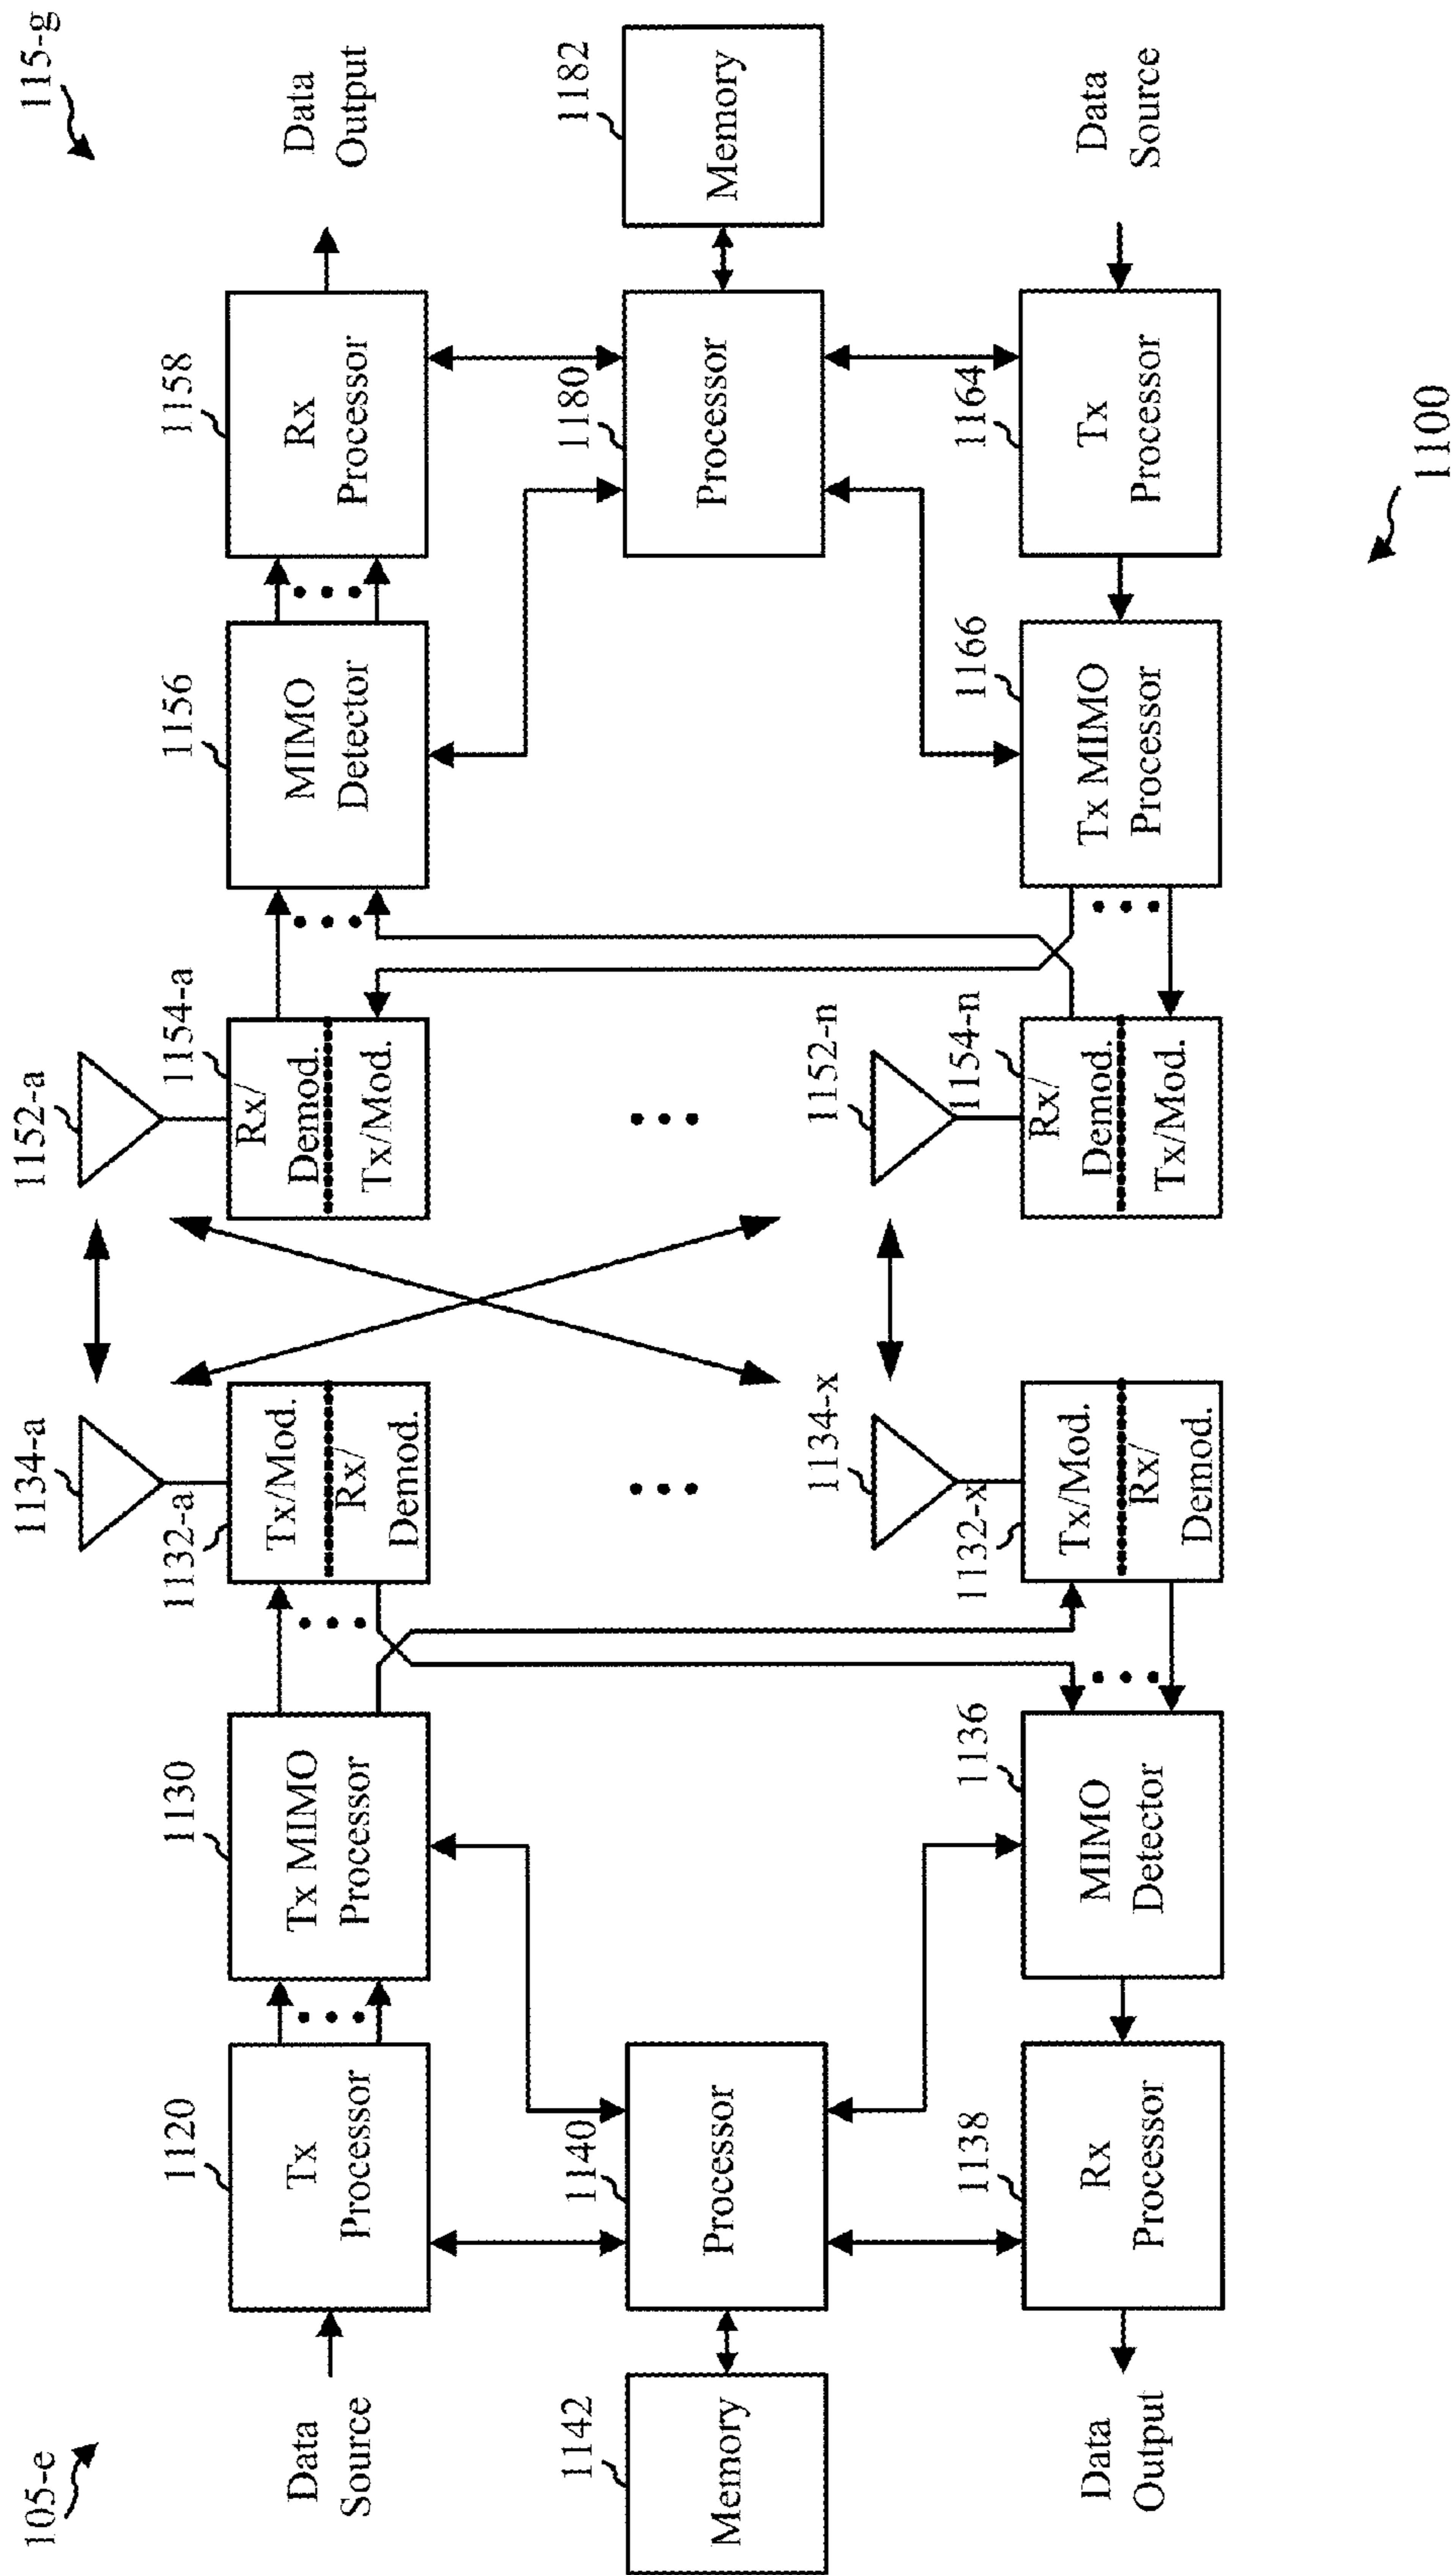 105-e
115-g
1134-a
1152-a
1120
1130
1132-a
1154-a
1156
1158
Data
Source
Tx
Processor
Tx MIMO
Processor
Tx/Mod.
Rx/
Demod.
Rx/
Demod.
Tx/Mod.
MIMO
Detector
Rx
Processor
Data
Output
1142
Memory
1140
Processor
1180
Processor
1182
Memory
1134-x
1152-n
1138
1136
1132-x
1154-n
1166
1164
Data
Output
Rx
Processor
MIMO
Detector
Tx/Mod.
Rx/
Demod.
Rx/
Demod.
Tx/Mod.
Tx MIMO
Processor
Tx
Processor
Data
Source
1100